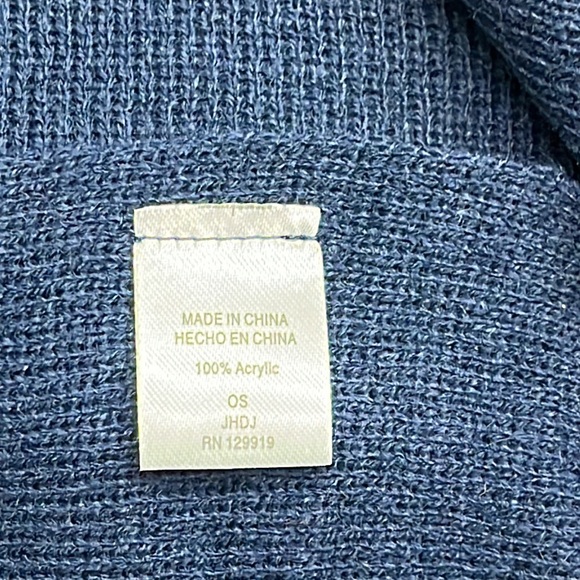 MADE IN CHINA
HECHO EN CHINA
100% Acrylic
OS
JHDJ
RN 129919